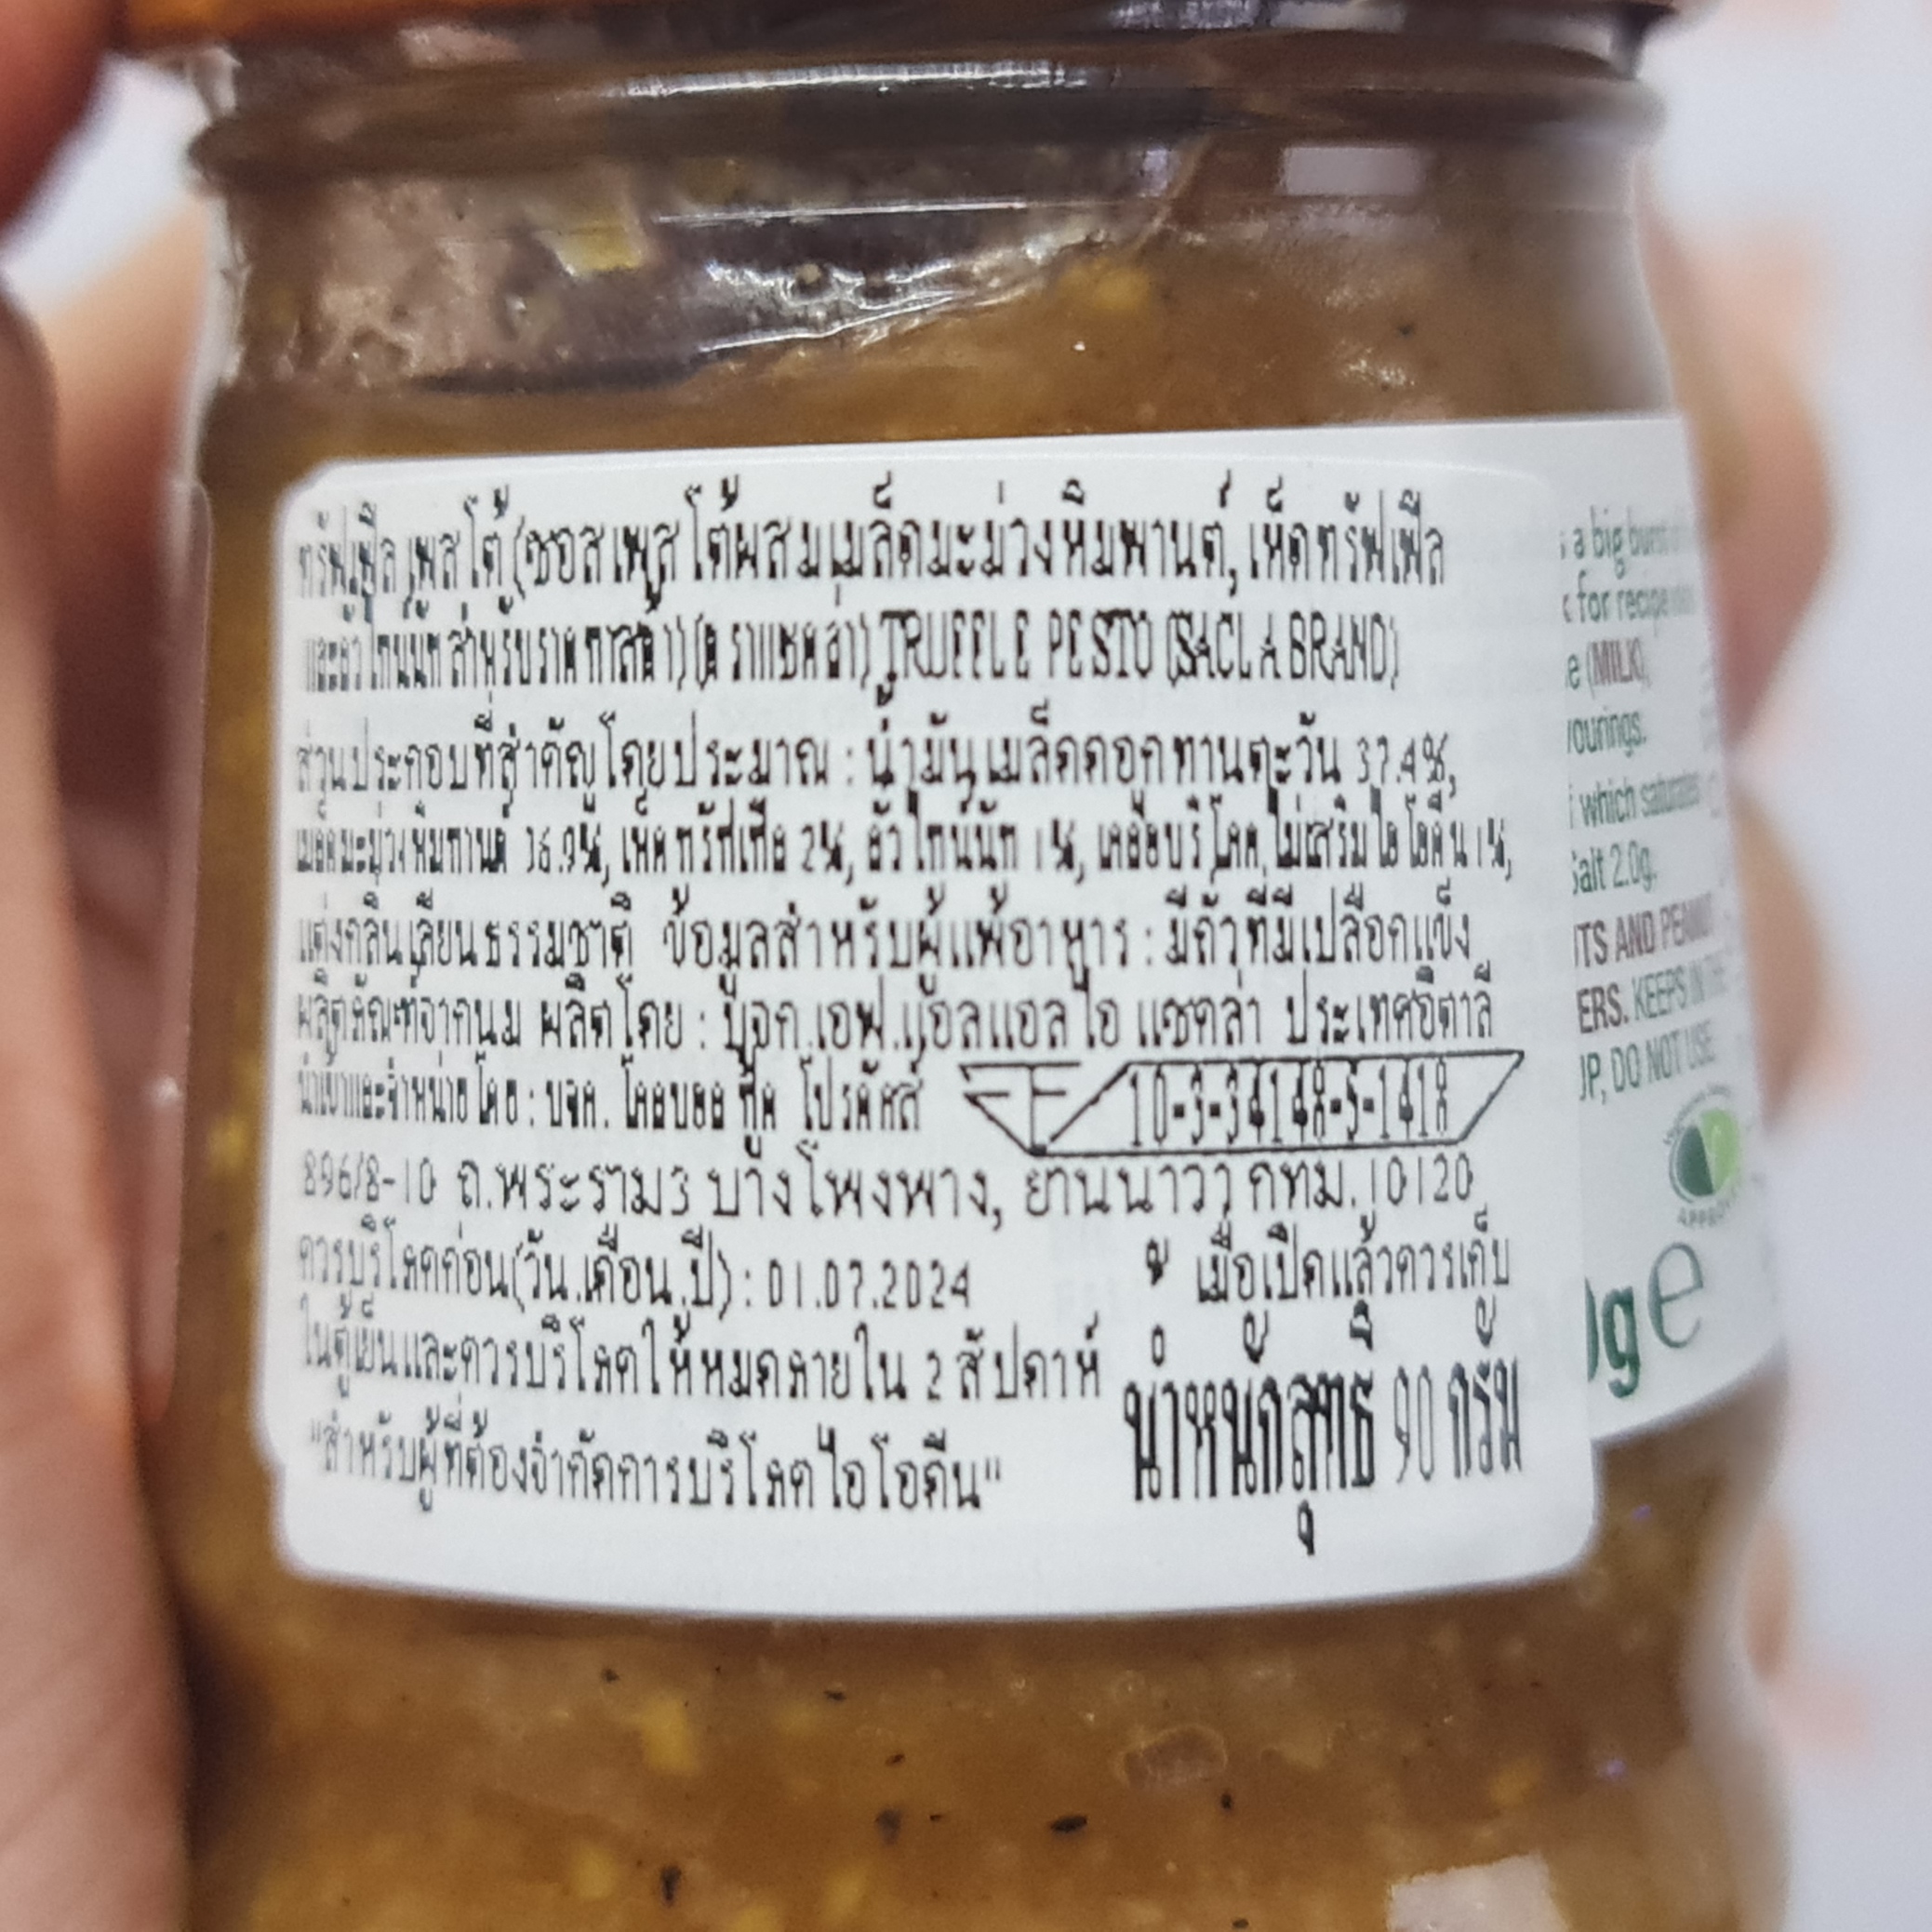 ทรัฟเฟิล เพสโต้ (ซอสเพสโต้ผสมเมล็ดมะม่วงหิมพานต์, เห็ดทรัฟเฟิล
และถั่วไพน์นัทสำหรับราดพาสต้า) (ตราแซคล่า) TRUFFLE PESTO (SACLA BRAND)
ส่วนประกอบที่สำคัญโดยประมาณ : น้ำมันเมล็ดดอกทานตะวัน 37.4%,
เมล็ดมะม่วงหิมพานต์ 36.9%, เห็ดทรัฟเฟิล 2%, ถั่วไพน์นัท 1%, เกลือบริโภคไม่เสริมไอโอดีน 1%,
แต่งกลิ่นเลียนธรรมชาติ ข้อมูลสำหรับผู้แพ้อาหาร : มีถั่วที่มีเปลือกแข็ง
ผลิตภัณฑ์จากนม ผลิตโดย : บจก.เอฟ.แอลแอลไอ แซคล่า ประเทศอิตาลี
นำเข้าและจำหน่ายโดย : บจก. โกลบอล ฟู้ด โปรดัคส์ 10-3-34148-5-1418
896/8-10 ถ.พระราม3 บางโพงพาง, ยานนาวา กทม.10120
ควรบริโภคก่อน(วัน.เดือน.ปี) : 01.07.2024 เมื่อเปิดแล้วควรเก็บ
ในตู้เย็นและควรบริโภคให้หมดภายใน 2 สัปดาห์
น้ำหนักสุทธิ 90 กรัม
"สำหรับผู้ที่ต้องจำกัดการบริโภคไอโอดีน"
a big
for recipe
(MILK),
which saturates
Salt 2.0g.
AND PEANUT
KEEPS IN
DO NOT USE
g e